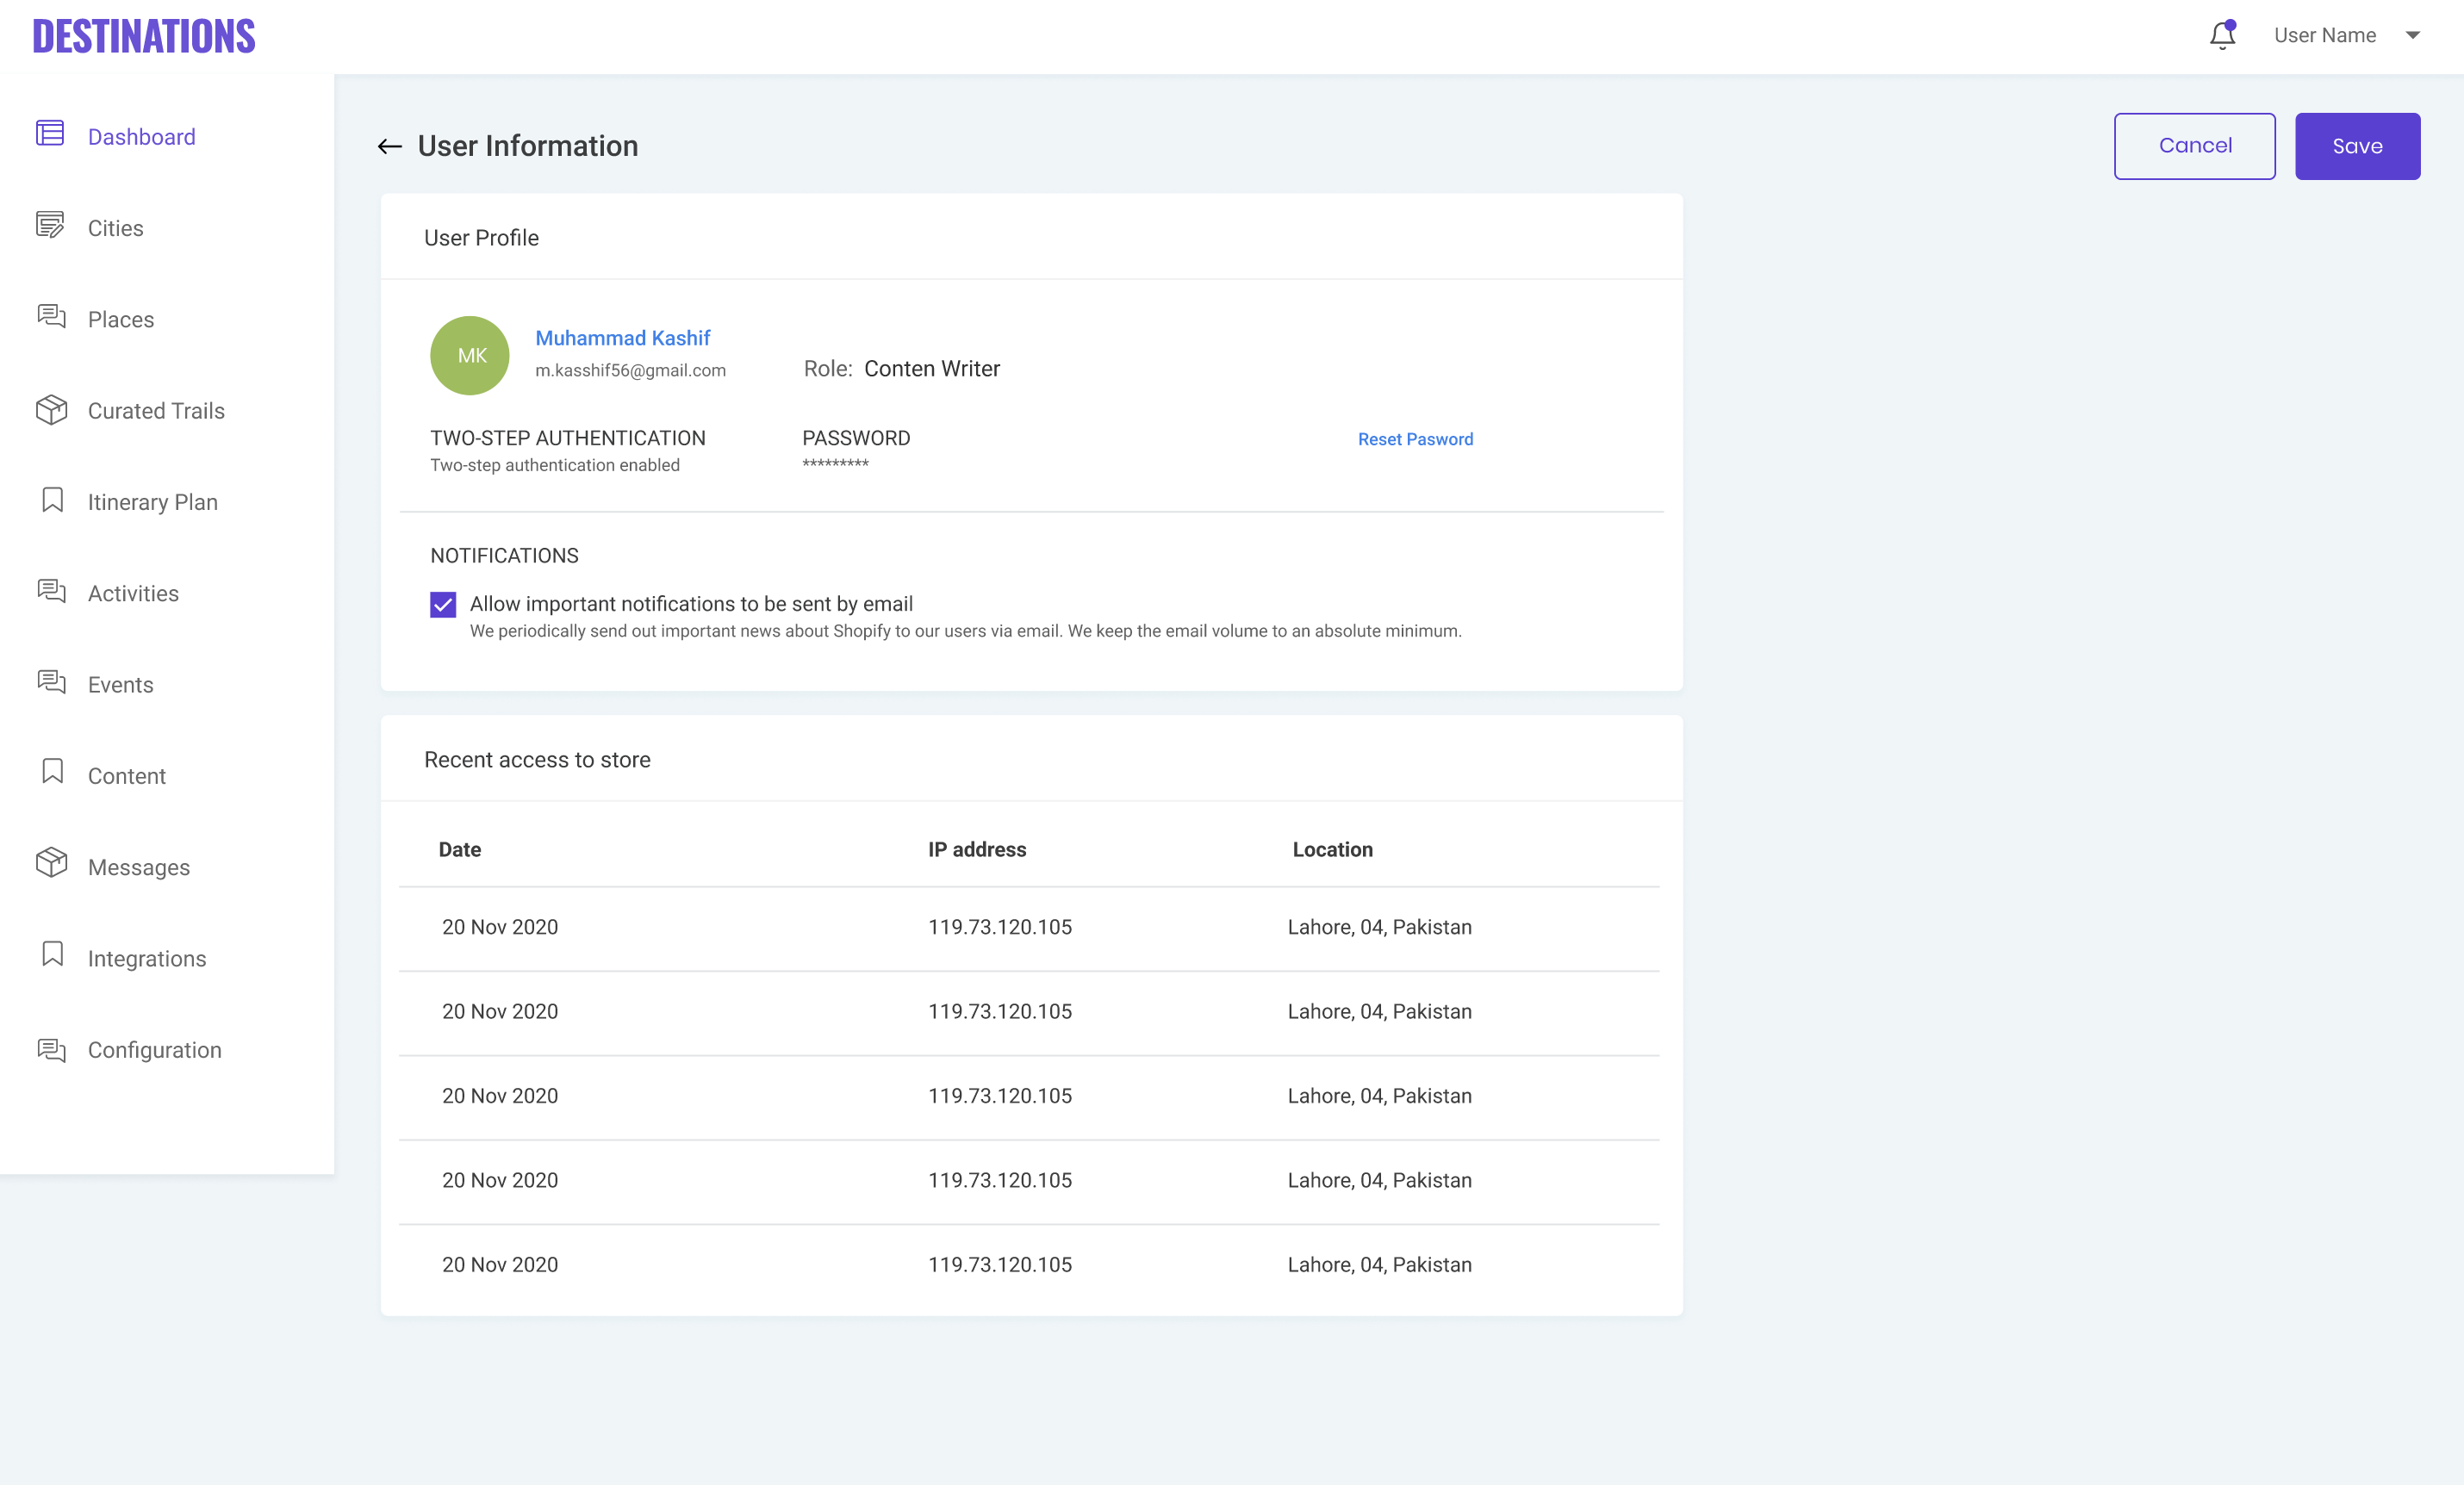 DESTINATIONS
User Name
Dashboard
Cities
Places
Curated Trails
Itinerary Plan
Activities
Events
Content
Messages
Integrations
Configuration
User Information
Cancel
Save
User Profile
MK
Muhammad Kashif
m.kasshif56@gmail.com
Role: Conten Writer
TWO-STEP AUTHENTICATION
Two-step authentication enabled
PASSWORD
*********
Reset Pasword
NOTIFICATIONS
Allow important notifications to be sent by email
We periodically send out important news about Shopify to our users via email. We keep the email volume to an absolute minimum.
Recent access to store
Date IP address Location
20 Nov 2020 119.73.120.105 Lahore, 04, Pakistan
20 Nov 2020 119.73.120.105 Lahore, 04, Pakistan
20 Nov 2020 119.73.120.105 Lahore, 04, Pakistan
20 Nov 2020 119.73.120.105 Lahore, 04, Pakistan
20 Nov 2020 119.73.120.105 Lahore, 04, Pakistan